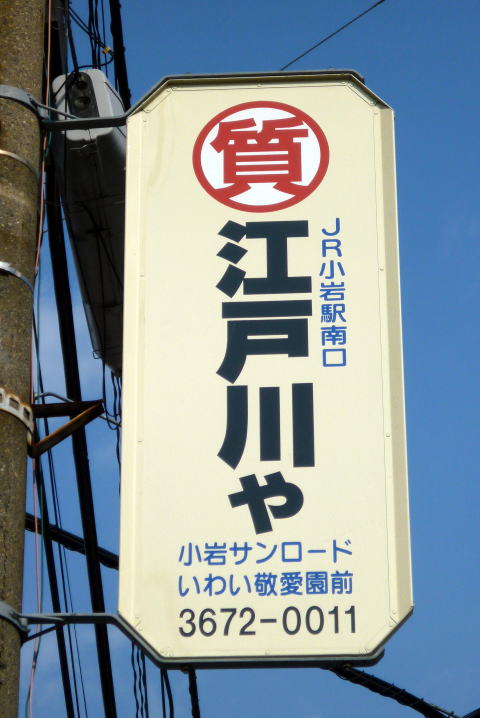 質
JR小岩駅南口
江戸川や
小岩サンロード
いわい敬愛園前
3672-0011